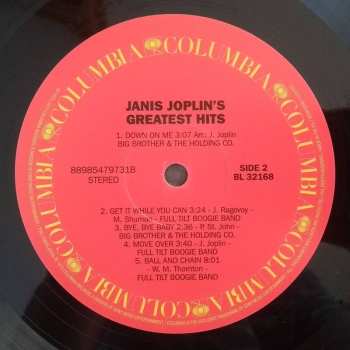 COLUMBIA COLUMBIA COLUMBIA COLUMBIA COLUMBIA COLUMBIA
JANIS JOPLIN'S
GREATEST HITS
1. DOWN ON ME 3:07 Arr.: J. Joplin
BIG BROTHER & THE HOLDING CO.
889854797318
STEREO
SIDE 2
BL 32168
2. GET IT WHILE YOU CAN 3:24 - J. Ragovoy -
M. Shuman - FULL TILT BOOGIE BAND
3. BYE, BYE BABY 2:36 - P. St. John -
BIG BROTHER & THE HOLDING CO.
4. MOVE OVER 3:40 - J. Joplin -
FULL TILT BOOGIE BAND
5. BALL AND CHAIN 8:01
- W. M. Thornton -
FULL TILT BOOGIE BAND